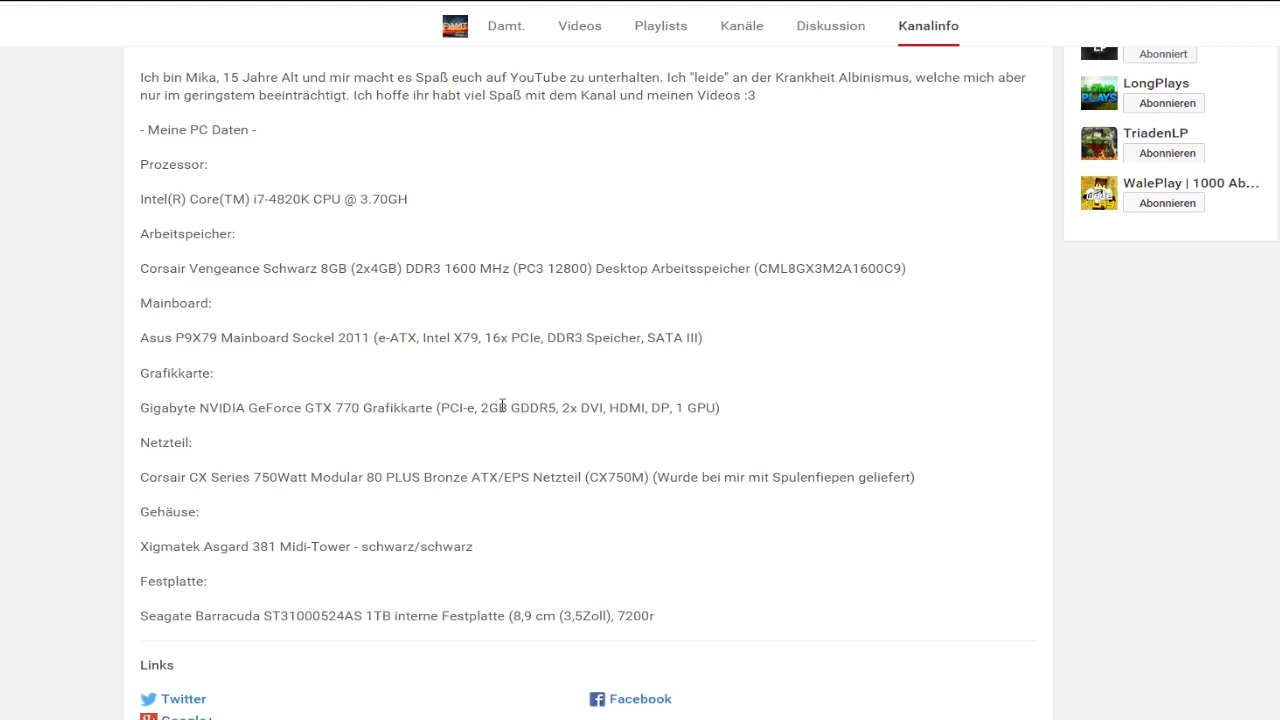 Damt. Videos Playlists Kanäle Diskussion Kanalinfo
Abonniert
Ich bin Mika, 15 Jahre Alt und mir macht es Spaß euch auf YouTube zu unterhalten. Ich "leide" an der Krankheit Albinismus, welche mich aber
nur im geringstem beeinträchtigt. Ich hoffe ihr habt viel Spaß mit dem Kanal und meinen Videos :3
- Meine PC Daten -
Prozessor:
Intel(R) Core(TM) i7-4820K CPU @ 3.70GH
Arbeitspeicher:
Corsair Vengeance Schwarz 8GB (2x4GB) DDR3 1600 MHz (PC3 12800) Desktop Arbeitsspeicher (CML8GX3M2A1600C9)
Mainboard:
Asus P9X79 Mainboard Sockel 2011 (e-ATX, Intel X79, 16x PCIe, DDR3 Speicher, SATA III)
Grafikkarte:
Gigabyte NVIDIA GeForce GTX 770 Grafikkarte (PCI-e, 2GB GDDR5, 2x DVI, HDMI, DP, 1 GPU)
Netzteil:
Corsair CX Series 750Watt Modular 80 PLUS Bronze ATX/EPS Netzteil (CX750M) (Wurde bei mir mit Spulenfiepen geliefert)
Gehäuse:
Xigmatek Asgard 381 Midi-Tower - schwarz/schwarz
Festplatte:
Seagate Barracuda ST31000524AS 1TB interne Festplatte (8,9 cm (3,5Zoll), 7200r
Links
Twitter
Facebook
Google+
LongPlays
Abonnieren
TriadenLP
Abonnieren
WalePlay | 1000 Ab...
Abonnieren